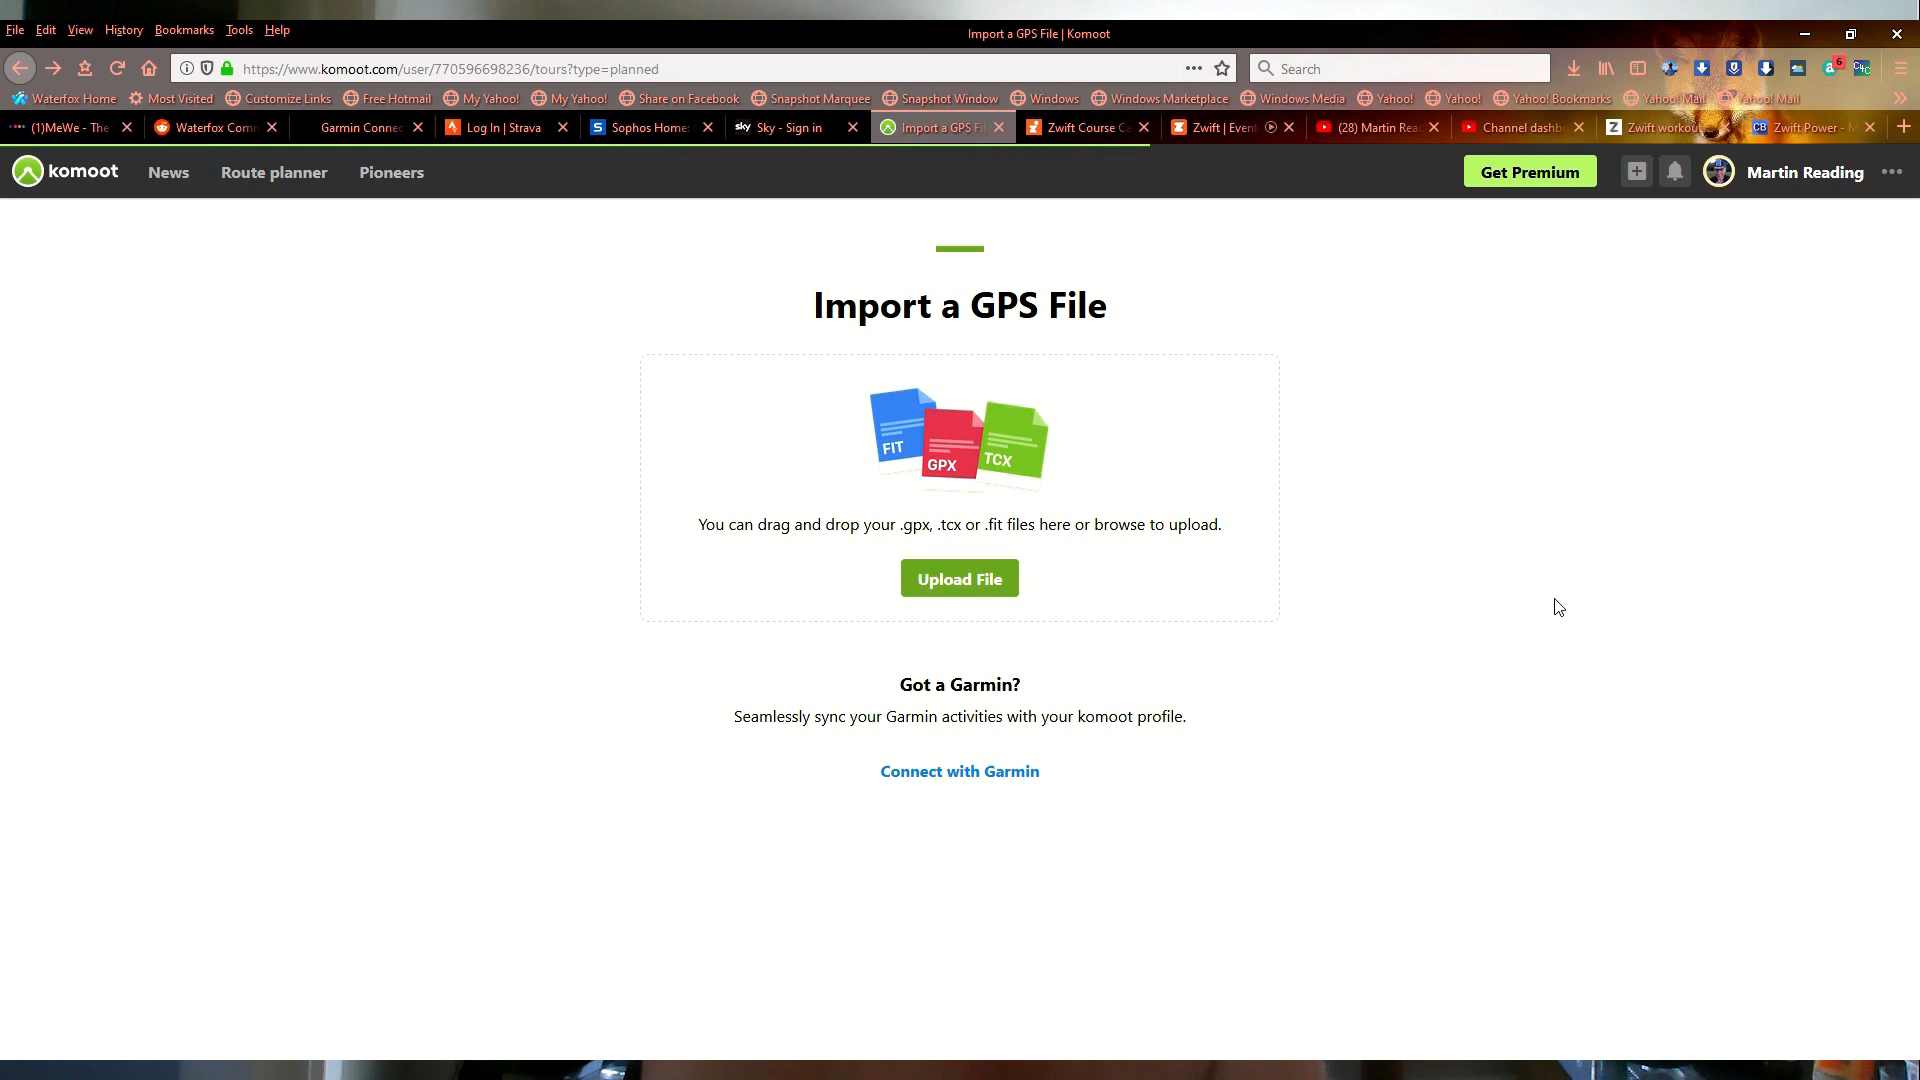 File Edit View History Bookmarks Tools Help
Import a GPS File | Komoot
https://www.komoot.com/user/770596698236/tours?type=planned
Search
6
Waterfox Home Most Visited Customize Links Free Hotmail My Yahoo! My Yahoo! Share on Facebook Snapshot Marquee Snapshot Window Windows Windows Marketplace Windows Media Yahoo! Yahoo! Yahoo! Bookmarks Yahoo! Mail Yahoo! Mail
(1)MeWe - The Waterfox Com Garmin Connec Log In | Strava Sophos Home: Sky - Sign in Import a GPS Fi Zwift Course Ca Zwift | Event (28) Martin Rea Channel dashb Zwift workou Zwift Power - M
komoot News Route planner Pioneers Get Premium Martin Reading
Import a GPS File
FIT GPX TCX
You can drag and drop your .gpx, .tcx or .fit files here or browse to upload.
Upload File
Got a Garmin?
Seamlessly sync your Garmin activities with your komoot profile.
Connect with Garmin